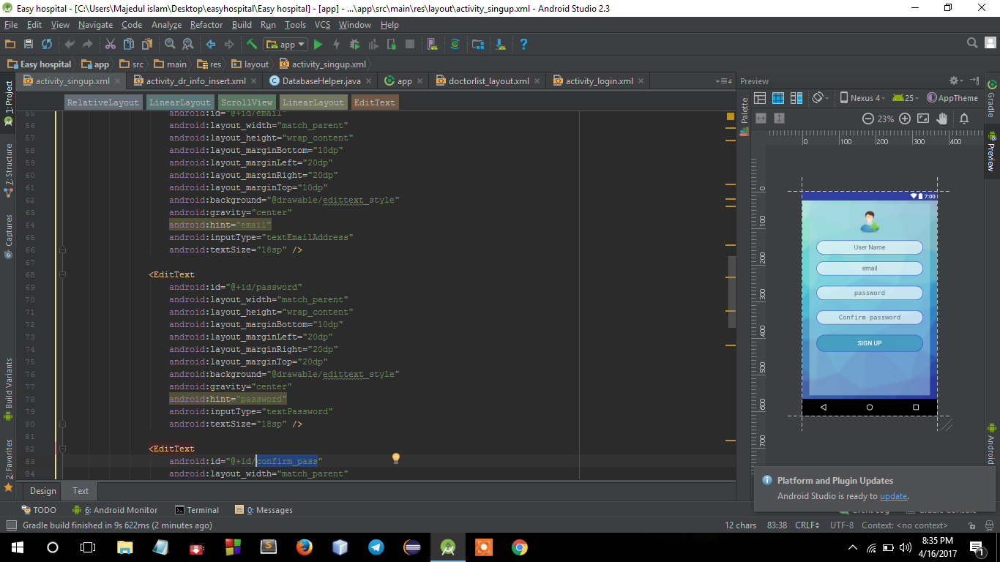 Easy hospital - [C:\Users\Majedul islam\Desktop\easyhospital\Easy hospital] - [app] - ...\app\src\main\res\layout\activity_singup.xml - Android Studio 2.3
File Edit View Navigate Code Analyze Refactor Build Run Tools VCS Window Help
app
Easy hospital app src main res layout activity_singup.xml
activity_singup.xml activity_dr_info_insert.xml DatabaseHelper.java app doctorlist_layout.xml activity_login.xml 4
RelativeLayout LinearLayout ScrollView LinearLayout EditText
55 android:id="@+id/email"
56 android:layout_width="match_parent"
57 android:layout_height="wrap_content"
58 android:layout_marginBottom="10dp"
59 android:layout_marginLeft="20dp"
60 android:layout_marginRight="20dp"
61 android:layout_marginTop="10dp"
62 android:background="@drawable/edittext_style"
63 android:gravity="center"
64 android:hint="email"
65 android:inputType="textEmailAddress"
66 android:textSize="18sp" />
67
68 <EditText
69 android:id="@+id/password"
70 android:layout_width="match_parent"
71 android:layout_height="wrap_content"
72 android:layout_marginBottom="10dp"
73 android:layout_marginLeft="20dp"
74 android:layout_marginRight="20dp"
75 android:layout_marginTop="20dp"
76 android:background="@drawable/edittext_style"
77 android:gravity="center"
78 android:hint="password"
79 android:inputType="textPassword"
80 android:textSize="18sp" />
81
82 <EditText
83 android:id="@+id/confirm_pass"
84 android:layout_width="match_parent"
Design Text
1: Project
7: Structure
Captures
Build Variants
2: Favorites
Preview
Palette
Nexus 4 25 AppTheme
23%
0 100 200 300 400
0
100
200
300
400
500
600
700
7:00
User Name
email
password
Confirm password
SIGN UP
Gradle
Preview
Android
Platform and Plugin Updates
Android Studio is ready to update.
TODO 6: Android Monitor Terminal 0: Messages Event Log Gradle Console
Gradle build finished in 9s 622ms (2 minutes ago) 12 chars 83:38 CRLF UTF-8 Context: <no context>
8:35 PM
4/16/2017
1